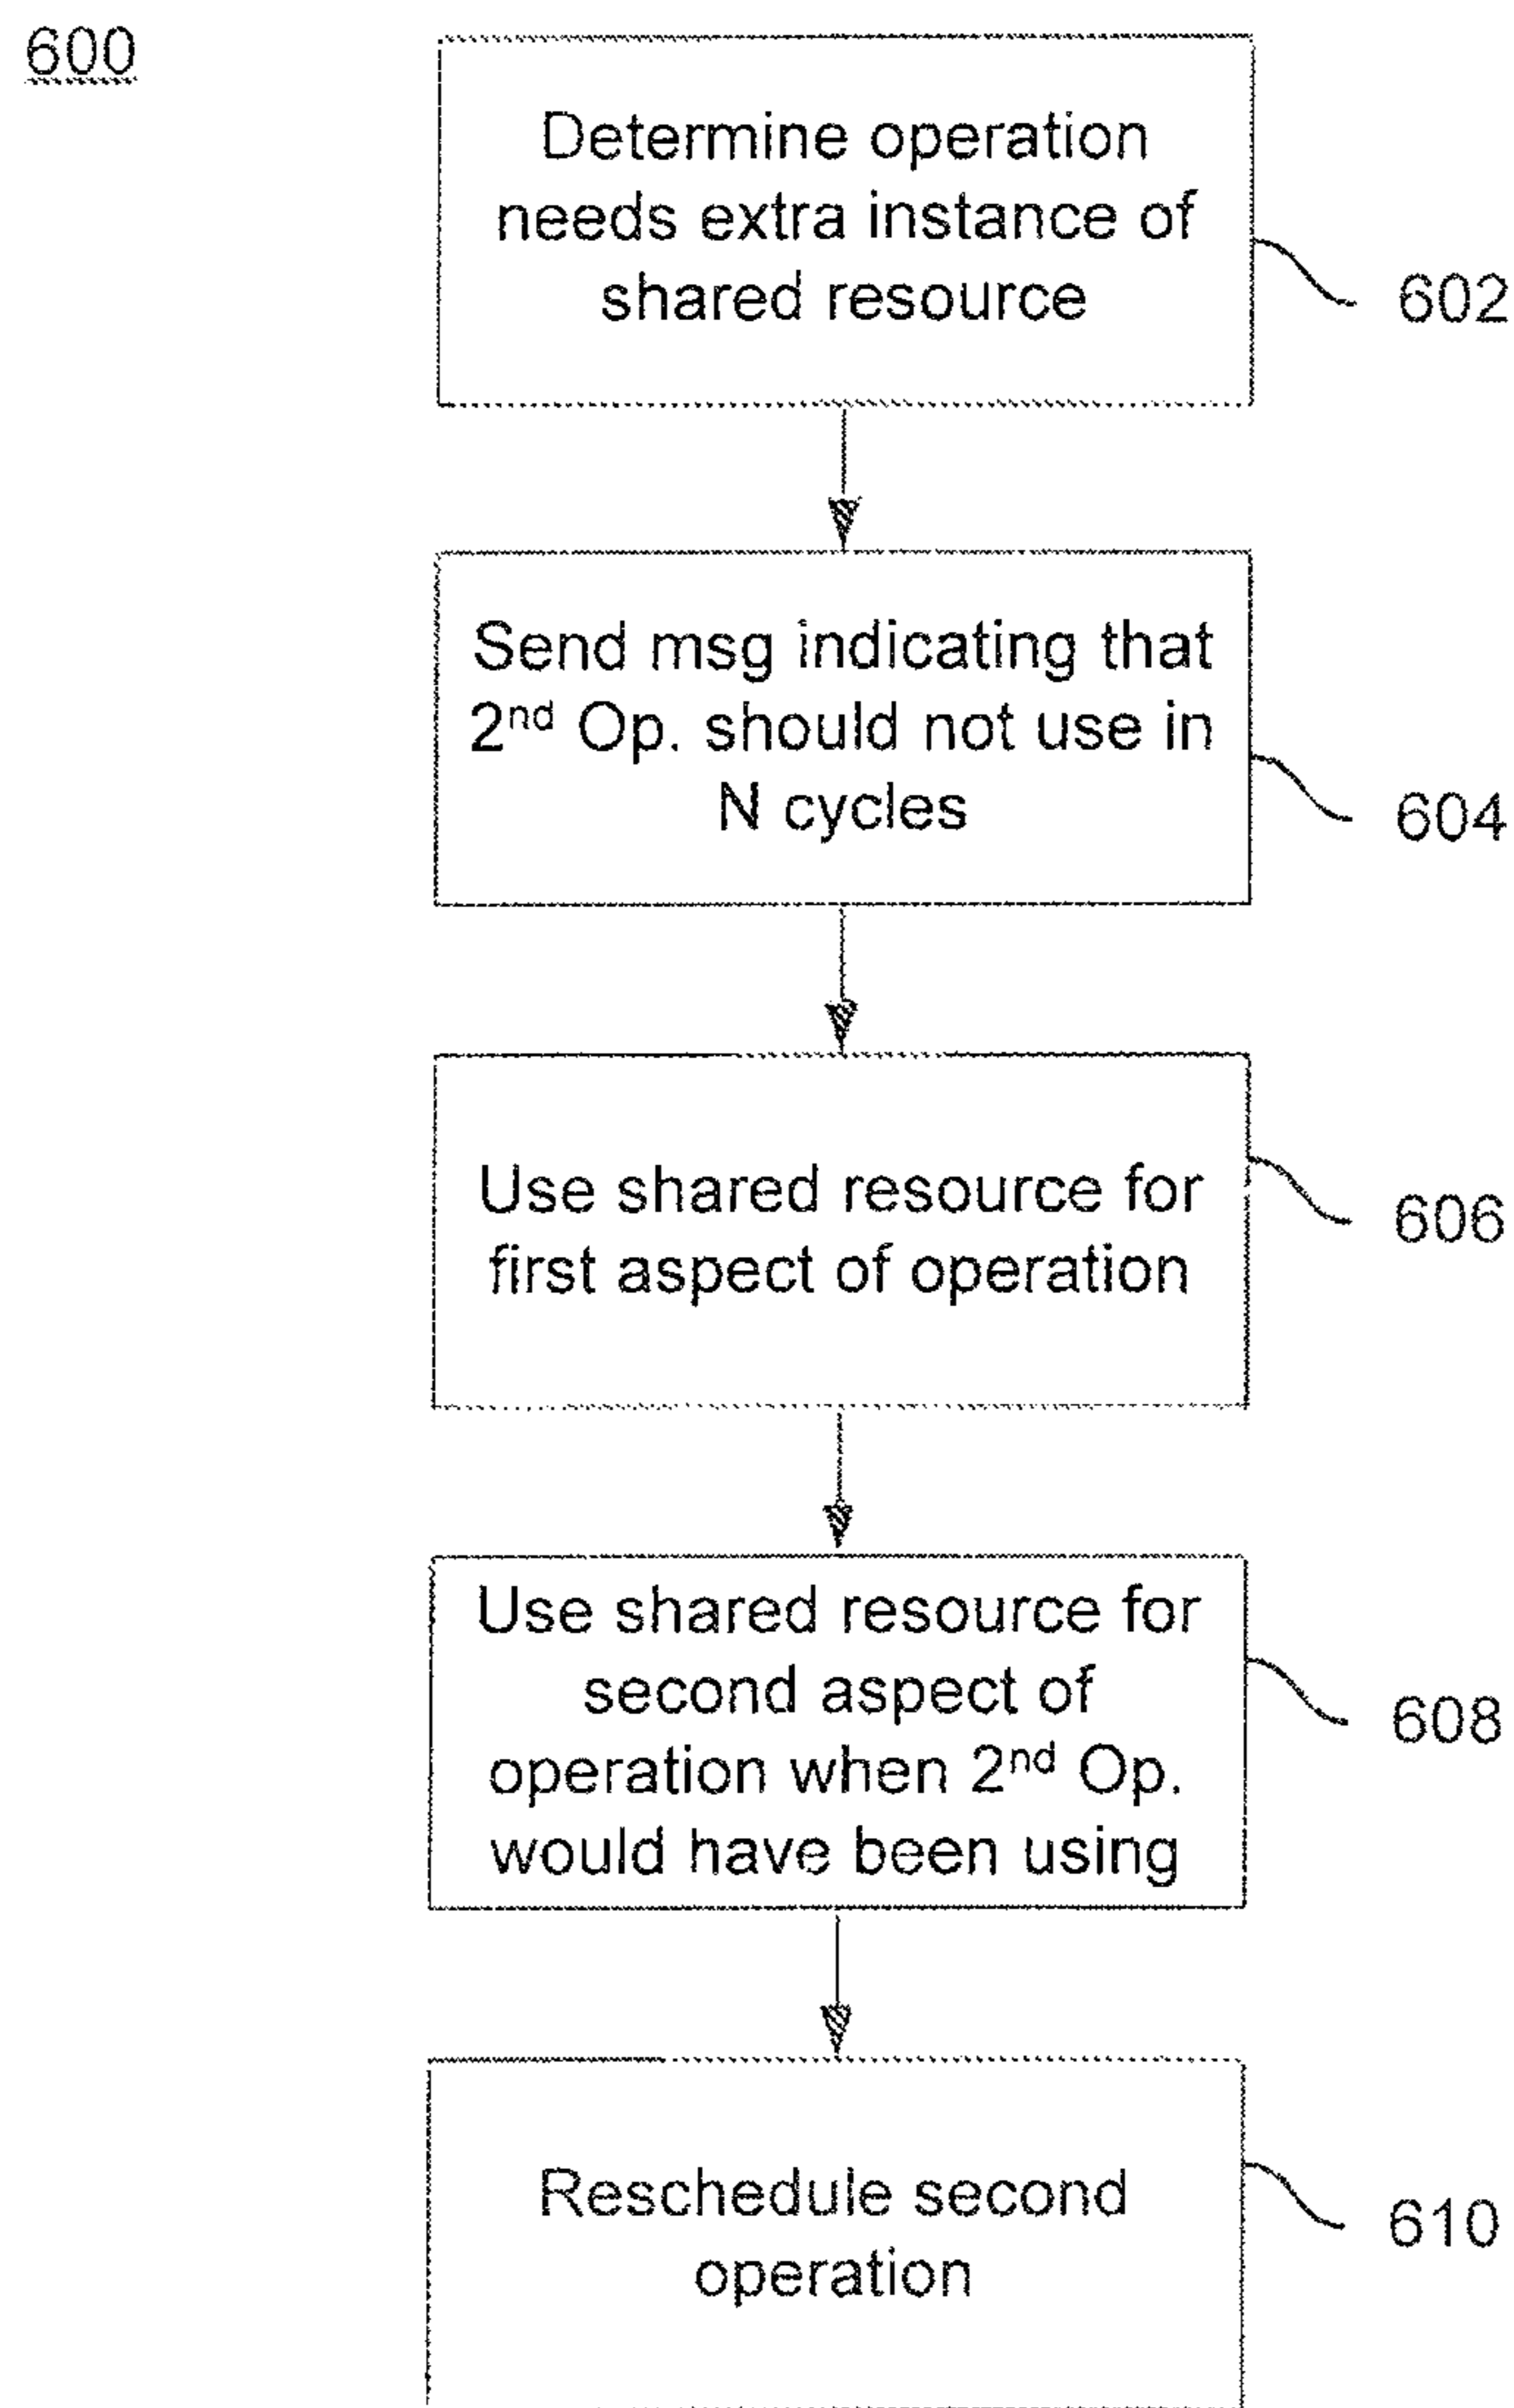 600
Determine operation
needs extra instance of
shared resource
602
Send msg indicating that
2nd Op. should not use in
N cycles
604
Use shared resource for
first aspect of operation
606
Use shared resource for
second aspect of
operation when 2nd Op.
would have been using
608
Reschedule second
operation
610